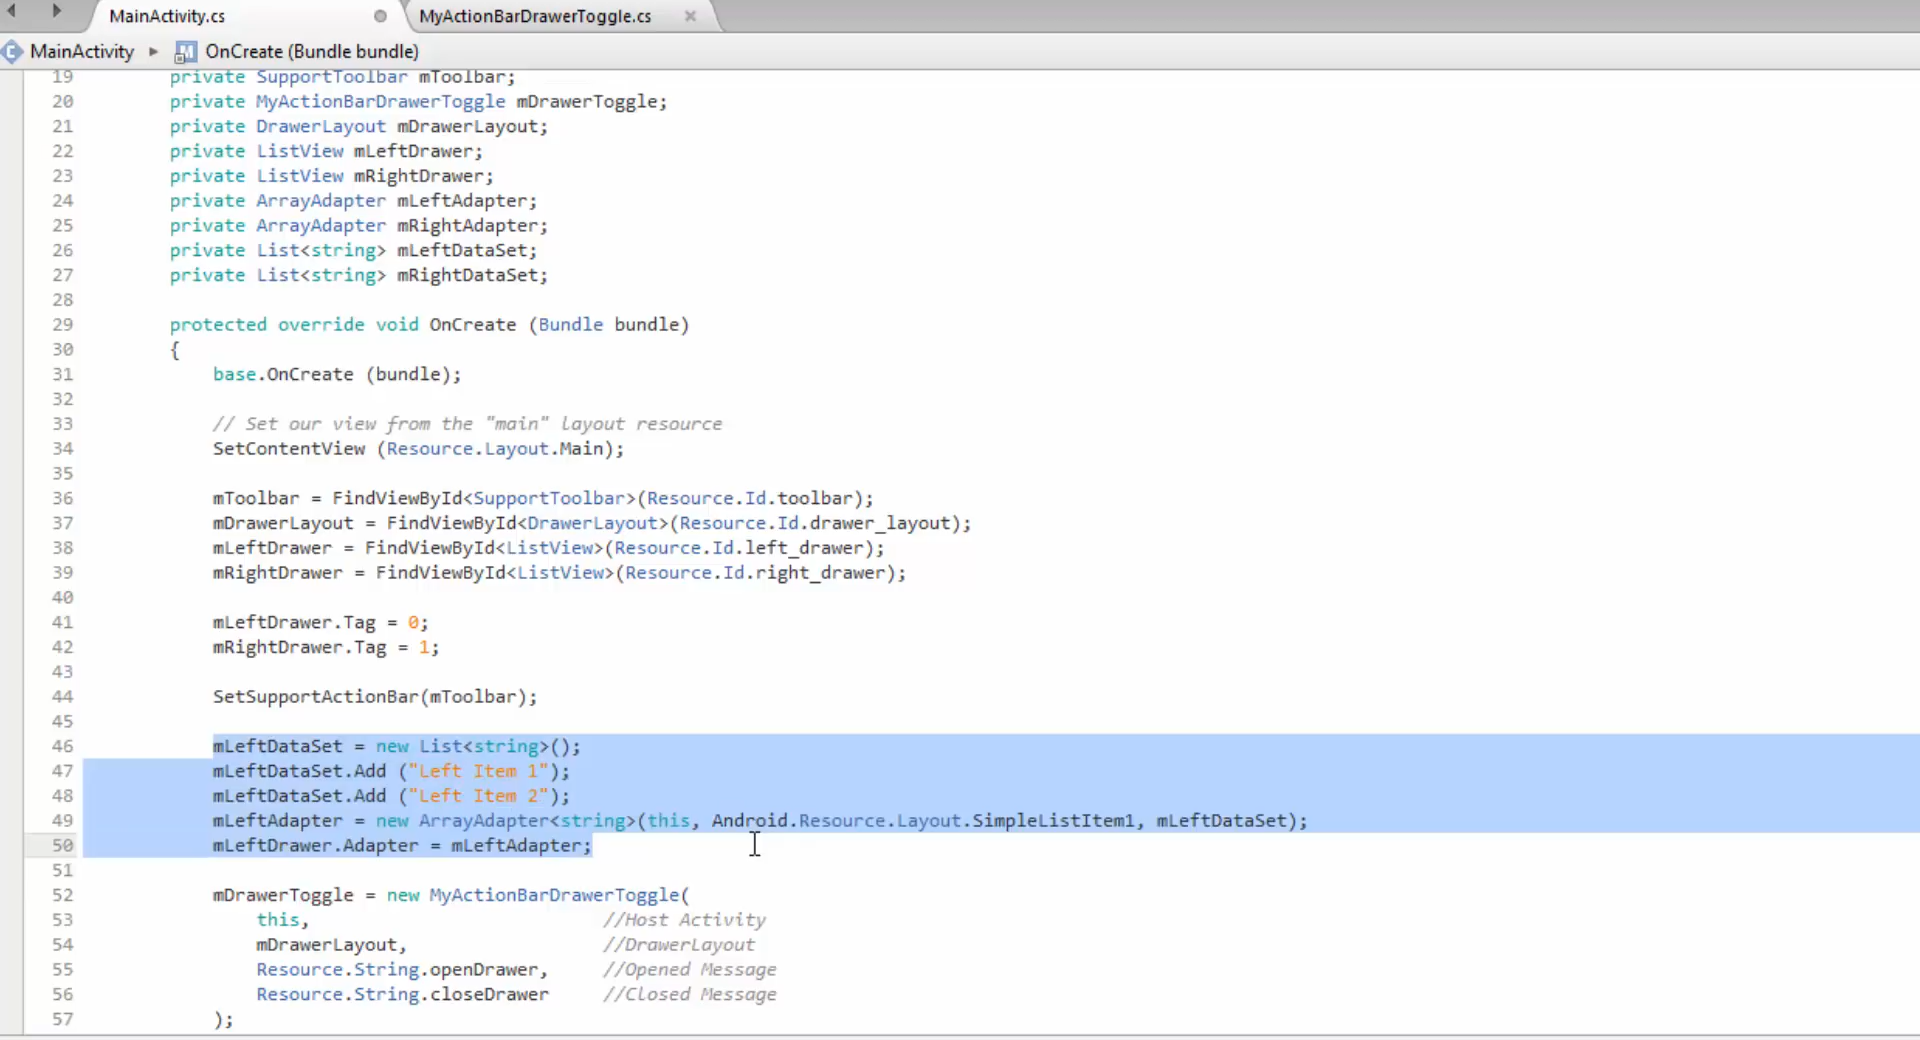 MainActivity.cs
MyActionBarDrawerToggle.cs
MainActivity ▸ OnCreate (Bundle bundle)
19 private SupportToolbar mToolbar;
20 private MyActionBarDrawerToggle mDrawerToggle;
21 private DrawerLayout mDrawerLayout;
22 private ListView mLeftDrawer;
23 private ListView mRightDrawer;
24 private ArrayAdapter mLeftAdapter;
25 private ArrayAdapter mRightAdapter;
26 private List<string> mLeftDataSet;
27 private List<string> mRightDataSet;
28
29 protected override void OnCreate (Bundle bundle)
30 {
31 base.OnCreate (bundle);
32
33 // Set our view from the "main" layout resource
34 SetContentView (Resource.Layout.Main);
35
36 mToolbar = FindViewById<SupportToolbar>(Resource.Id.toolbar);
37 mDrawerLayout = FindViewById<DrawerLayout>(Resource.Id.drawer_layout);
38 mLeftDrawer = FindViewById<ListView>(Resource.Id.left_drawer);
39 mRightDrawer = FindViewById<ListView>(Resource.Id.right_drawer);
40
41 mLeftDrawer.Tag = 0;
42 mRightDrawer.Tag = 1;
43
44 SetSupportActionBar(mToolbar);
45
46 mLeftDataSet = new List<string>();
47 mLeftDataSet.Add ("Left Item 1");
48 mLeftDataSet.Add ("Left Item 2");
49 mLeftAdapter = new ArrayAdapter<string>(this, Android.Resource.Layout.SimpleListItem1, mLeftDataSet);
50 mLeftDrawer.Adapter = mLeftAdapter;
51
52 mDrawerToggle = new MyActionBarDrawerToggle(
53 this, //Host Activity
54 mDrawerLayout, //DrawerLayout
55 Resource.String.openDrawer, //Opened Message
56 Resource.String.closeDrawer //Closed Message
57 );